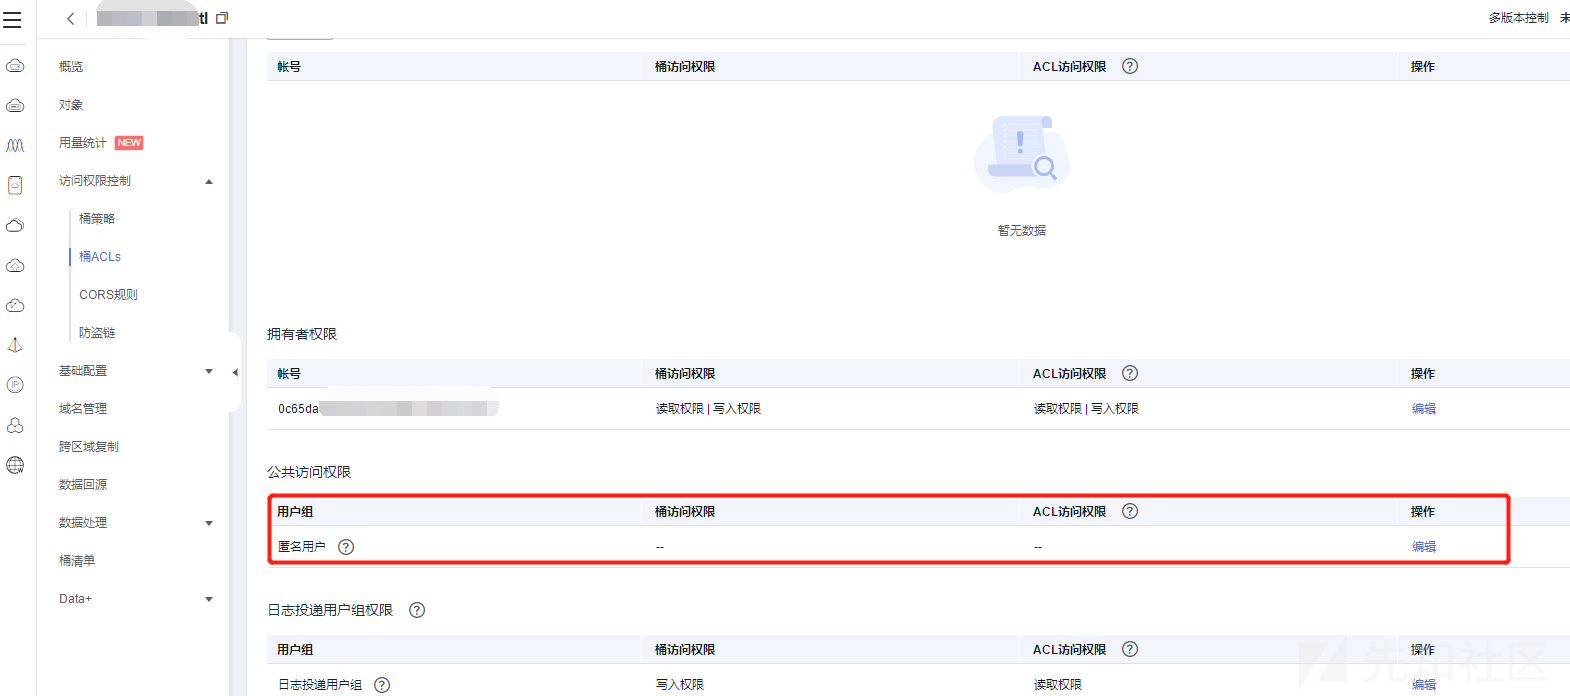 tl
多版本控制 未
概览
对象
用量统计 NEW
访问权限控制
桶策略
桶ACLs
CORS规则
防盗链
基础配置
域名管理
跨区域复制
数据回源
数据处理
桶清单
Data+
帐号 桶访问权限 ACL访问权限 ? 操作
暂无数据
拥有者权限
帐号 桶访问权限 ACL访问权限 ? 操作
0c65da 读取权限 | 写入权限 读取权限 | 写入权限 编辑
公共访问权限
用户组 桶访问权限 ACL访问权限 ? 操作
匿名用户 ? -- -- 编辑
日志投递用户组权限 ?
用户组 桶访问权限 ACL访问权限 ? 操作
日志投递用户组 ? 写入权限 读取权限 编辑
先知社区